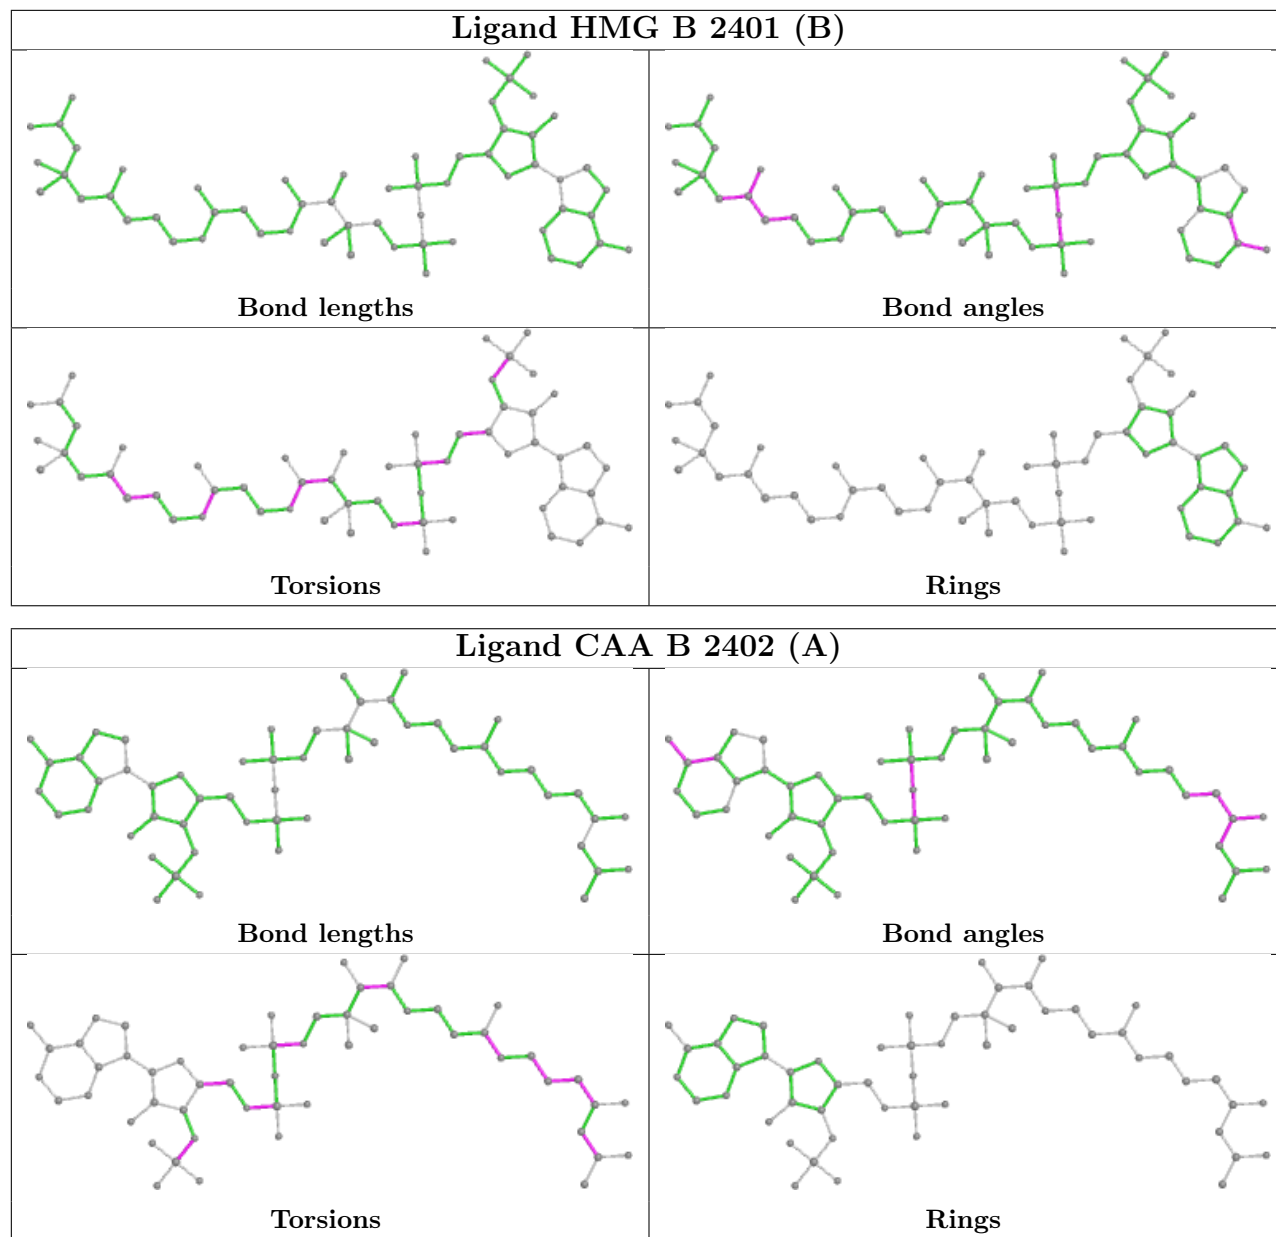 Ligand HMG B 2401 (B)
Bond lengths
Bond angles
Torsions
Rings
Ligand CAA B 2402 (A)
Bond lengths
Bond angles
Torsions
Rings